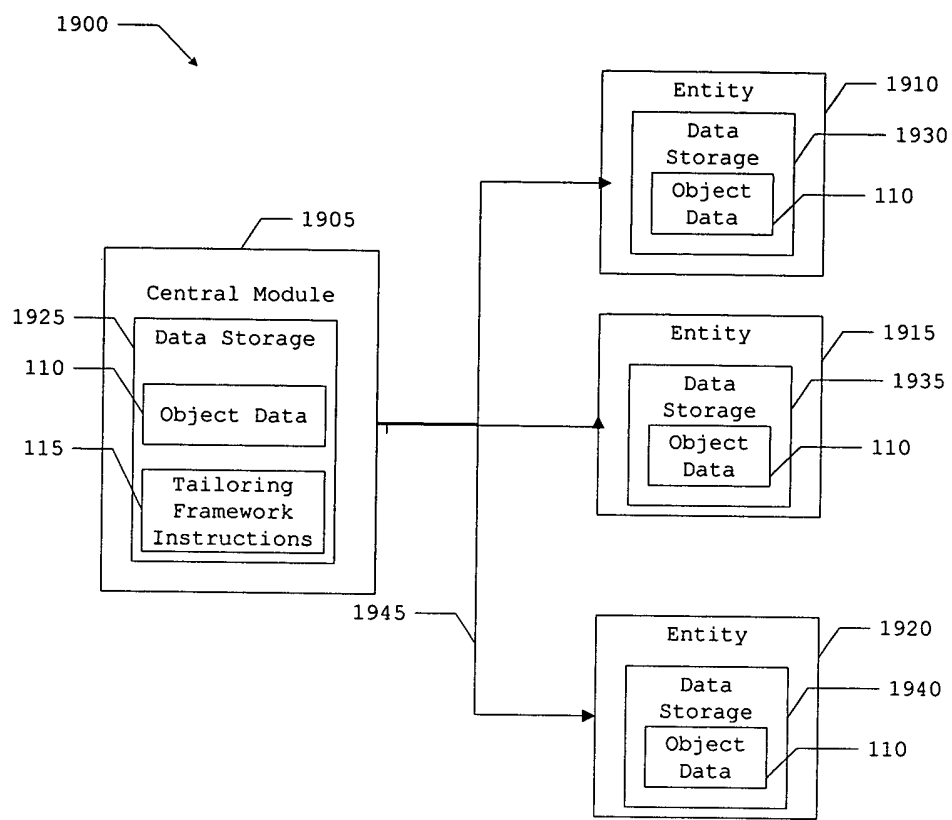 1900
1905
Central Module
1925
Data Storage
110
Object Data
115
Tailoring
Framework
Instructions
1945
Entity
1910
Data
Storage
1930
Object
Data
110
Entity
1915
Data
Storage
1935
Object
Data
110
Entity
1920
Data
Storage
1940
Object
Data
110